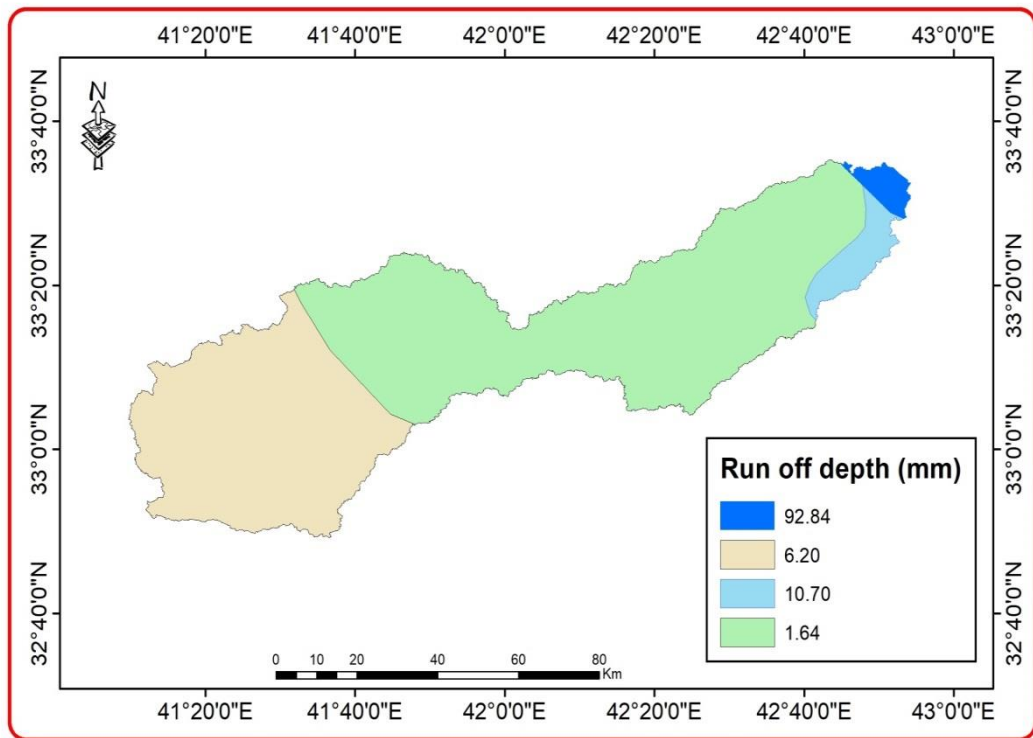 41°20'0"E 41°40'0"E 42°0'0"E 42°20'0"E 42°40'0"E 43°0'0"E
N
33°40'0"N 33°40'0"N
33°20'0"N 33°20'0"N
33°0'0"N 33°0'0"N
32°40'0"N 32°40'0"N
Run off depth (mm)
92.84
6.20
10.70
1.64
0 10 20 40 60 80
Km
41°20'0"E 41°40'0"E 42°0'0"E 42°20'0"E 42°40'0"E 43°0'0"E